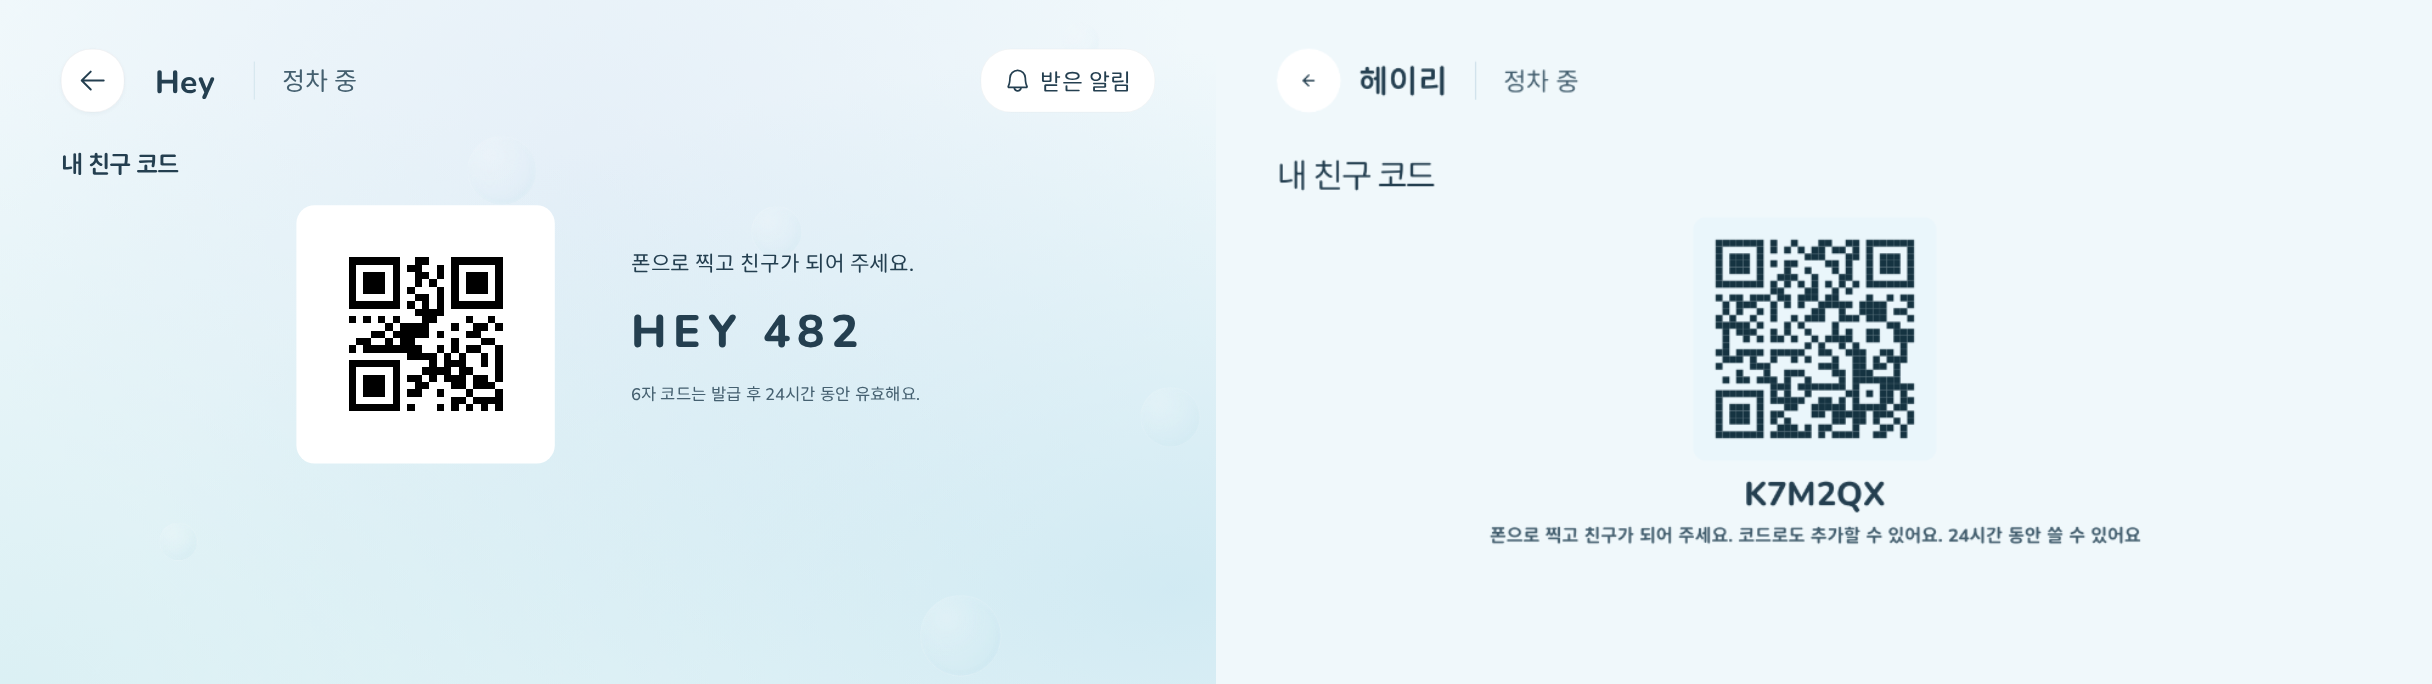 Hey
정차 중
받은 알림
내 친구 코드
폰으로 찍고 친구가 되어 주세요.
HEY 482
6자 코드는 발급 후 24시간 동안 유효해요.
헤이리
정차 중
내 친구 코드
K7M2QX
폰으로 찍고 친구가 되어 주세요. 코드로도 추가할 수 있어요. 24시간 동안 쓸 수 있어요